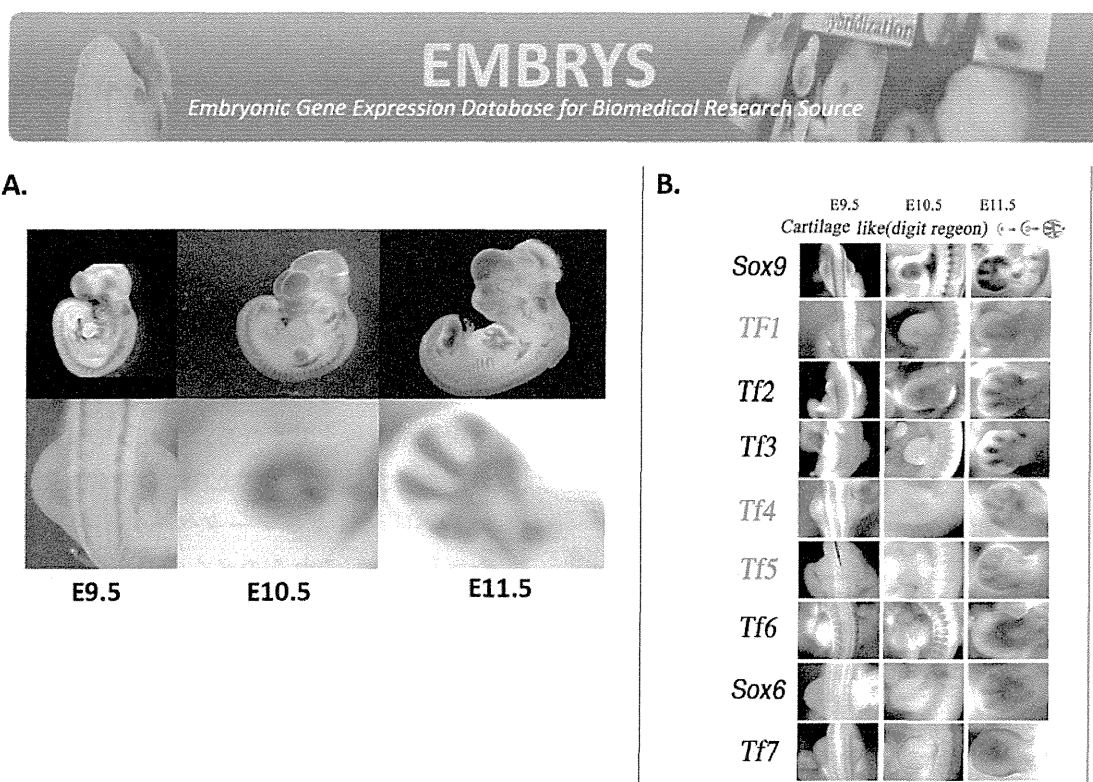 ybridization
EMBRYS
Embryonic Gene Expression Database for Biomedical Research Source
A.
E9.5 E10.5 E11.5
B.
E9.5 E10.5 E11.5
Cartilage like(digit regeon)
Sox9
TF1
Tf2
Tf3
Tf4
Tf5
Tf6
Sox6
Tf7